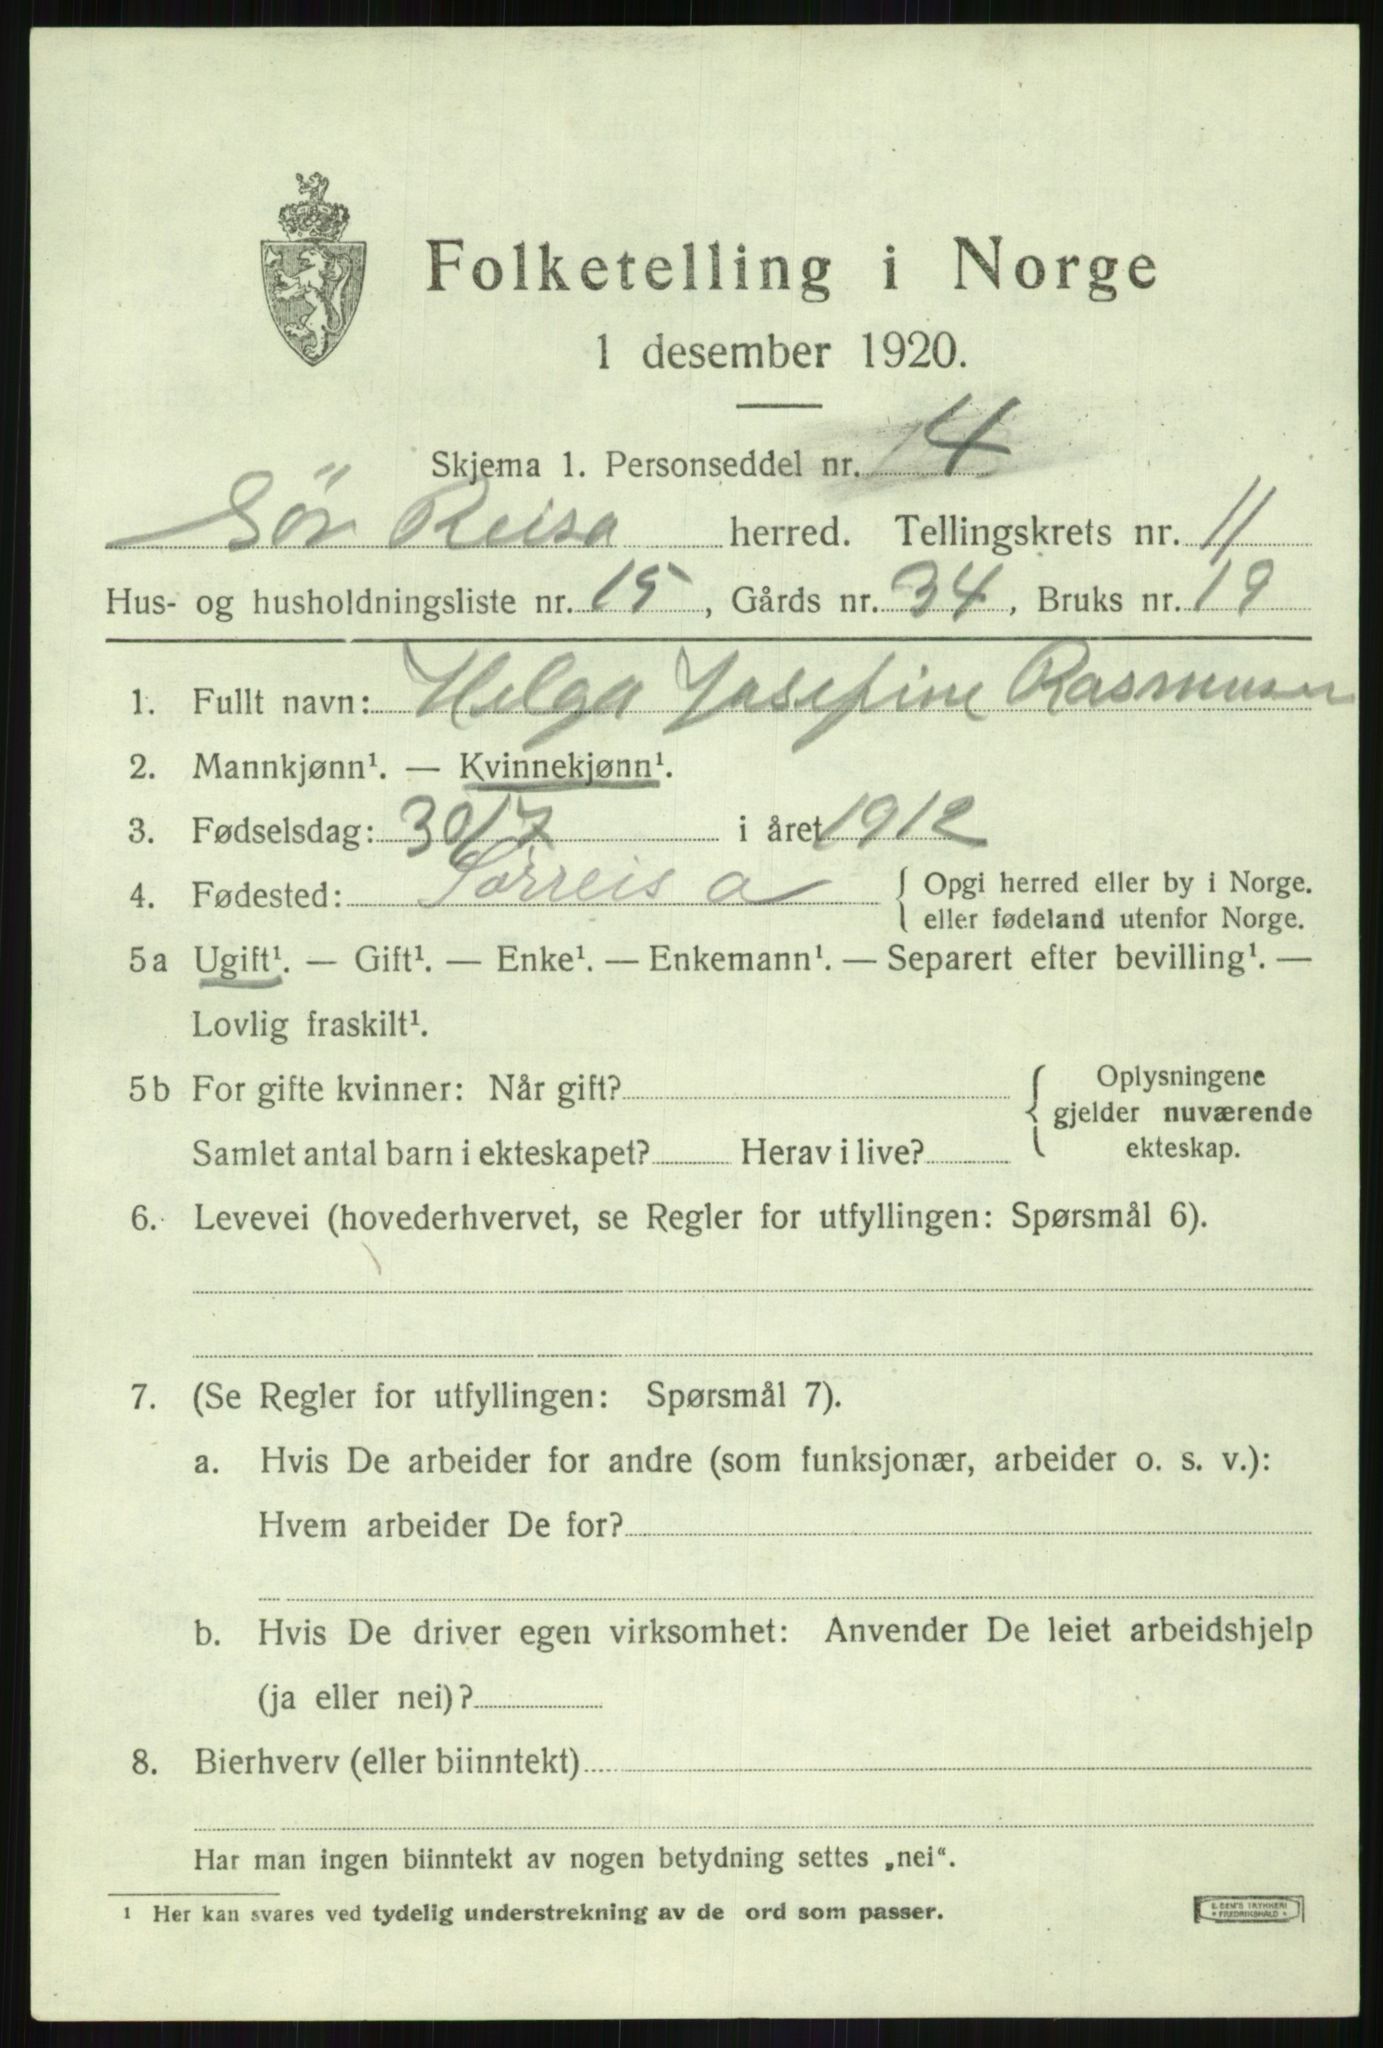 Folketelling i Norge
1 desember 1920.
Skjema 1. Personseddel nr. 14
Sør Reisa herred. Tellingskrets nr. 11
Hus- og husholdningsliste nr. 15, Gårds nr. 34, Bruks nr. 19
1. Fullt navn: Helga Josefine Rasmusen
2. Mannkjønn¹. — Kvinnekjønn¹.
3. Fødselsdag: 30/7 i året 1912
4. Fødested: Sørreisa { Opgi herred eller by i Norge.
eller fødeland utenfor Norge.
5a Ugift¹. — Gift¹. — Enke¹. — Enkemann¹. — Separert efter bevilling¹. —
Lovlig fraskilt¹.
5b For gifte kvinner: Når gift? { Oplysningene
gjelder nuværende
Samlet antal barn i ekteskapet? Herav i live? ekteskap.
6. Levevei (hovederhvervet, se Regler for utfyllingen: Spørsmål 6).
7. (Se Regler for utfyllingen: Spørsmål 7).
a. Hvis De arbeider for andre (som funksjonær, arbeider o. s. v.):
Hvem arbeider De for?
b. Hvis De driver egen virksomhet: Anvender De leiet arbeidshjelp
(ja eller nei)?
8. Bierhverv (eller biinntekt)
Har man ingen biinntekt av nogen betydning settes „nei“.
¹ Her kan svares ved tydelig understrekning av de ord som passer.